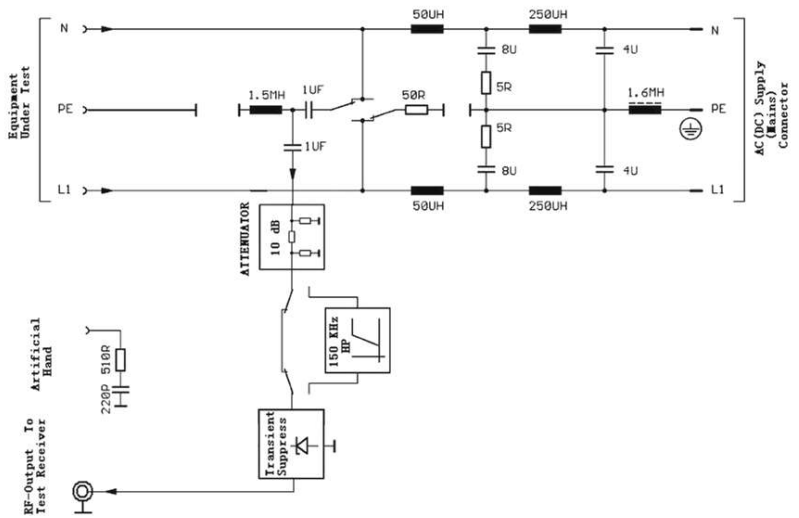 50UH
250UH
N
N
8U
4U
Equipment
Under Test
1.5MH
1UF
50R
5R
1.6MH
PE
PE
AC(DC) Supply
(Mains)
Connector
1UF
5R
8U
4U
L1
L1
50UH
250UH
ATTENUATOR
10 dB
150 KHz
HP
Artificial
Hand
510R
220P
Transient
Suppress
RF-Output To
Test Receiver